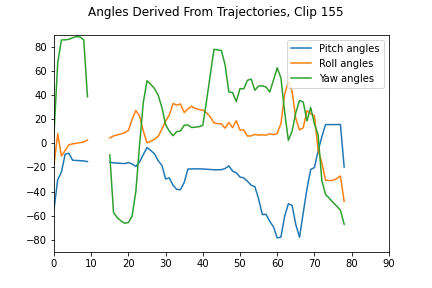 Angles Derived From Trajectories, Clip 155
Pitch angles
Roll angles
Yaw angles
80
60
40
20
0
−20
−40
−60
−80
0 10 20 30 40 50 60 70 80 90